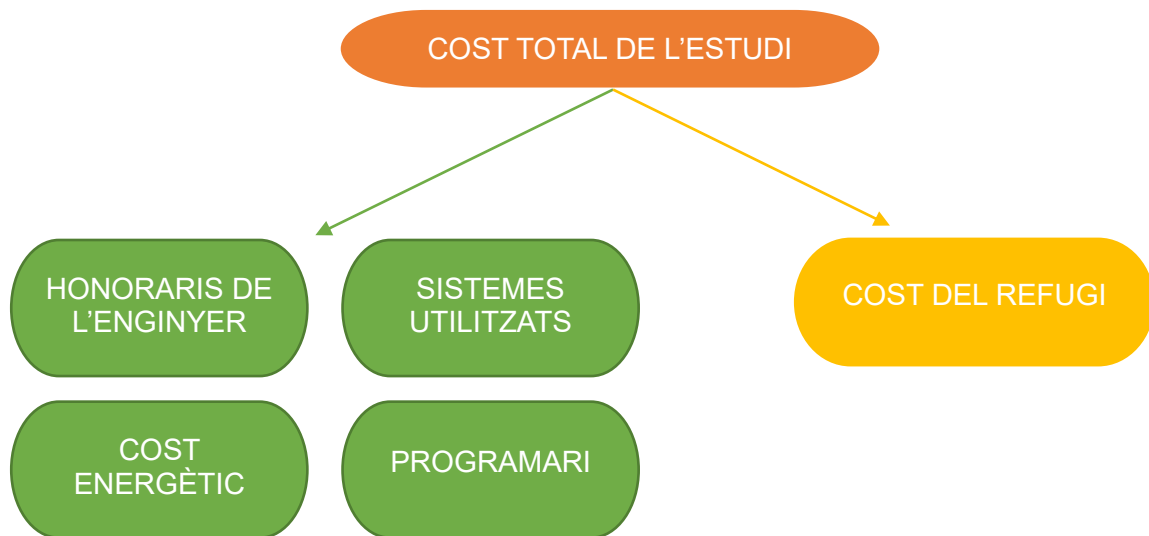 COST TOTAL DE L’ESTUDI
HONORARIS DE
L’ENGINYER
SISTEMES
UTILITZATS
COST DEL REFUGI
COST
ENERGÈTIC
PROGRAMARI